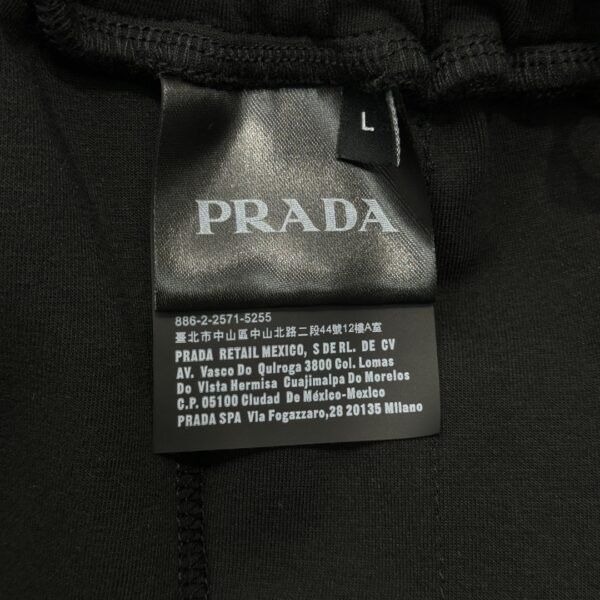 L
PRADA
886-2-2571-5255
臺北市中山區中山北路二段44號12樓A室
PRADA RETAIL MEXICO, S DE RL. DE CV
AV. Vasco Do Quiroga 3800 Col. Lomas
Do Vista Hermisa Cuajimalpa Do Morelos
C.P. 05100 Ciudad De México-Mexico
PRADA SPA Via Fogazzaro,28 20135 Milano